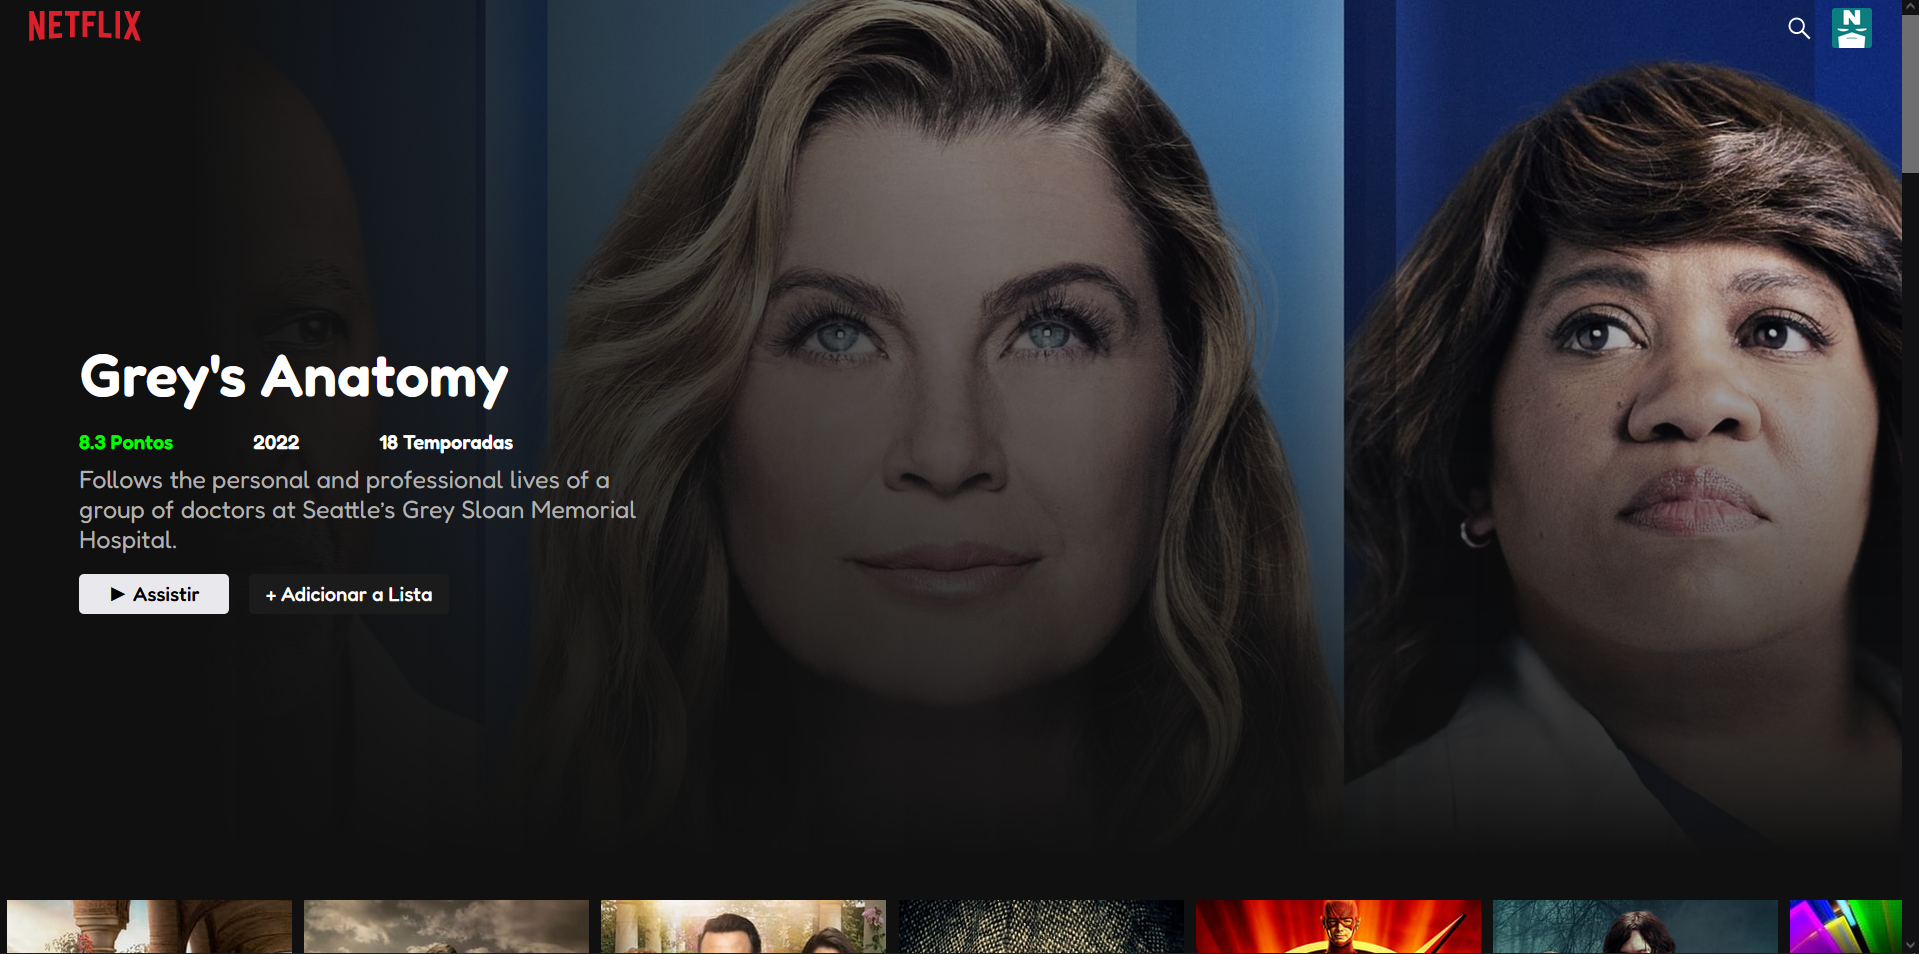 NETFLIX
N
Grey's Anatomy
8.3 Pontos 2022 18 Temporadas
Follows the personal and professional lives of a
group of doctors at Seattle’s Grey Sloan Memorial
Hospital.
Assistir + Adicionar a Lista